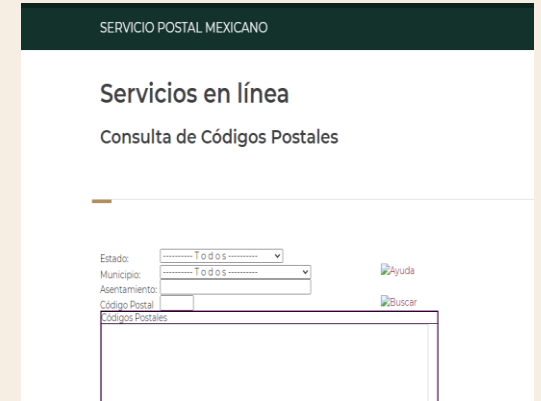 SERVICIO POSTAL MEXICANO
Servicios en línea
Consulta de Códigos Postales
Estado: ---------- T o d o s ----------
Municipio: ---------- T o d o s ---------- Ayuda
Asentamiento:
Código Postal Buscar
Códigos Postales